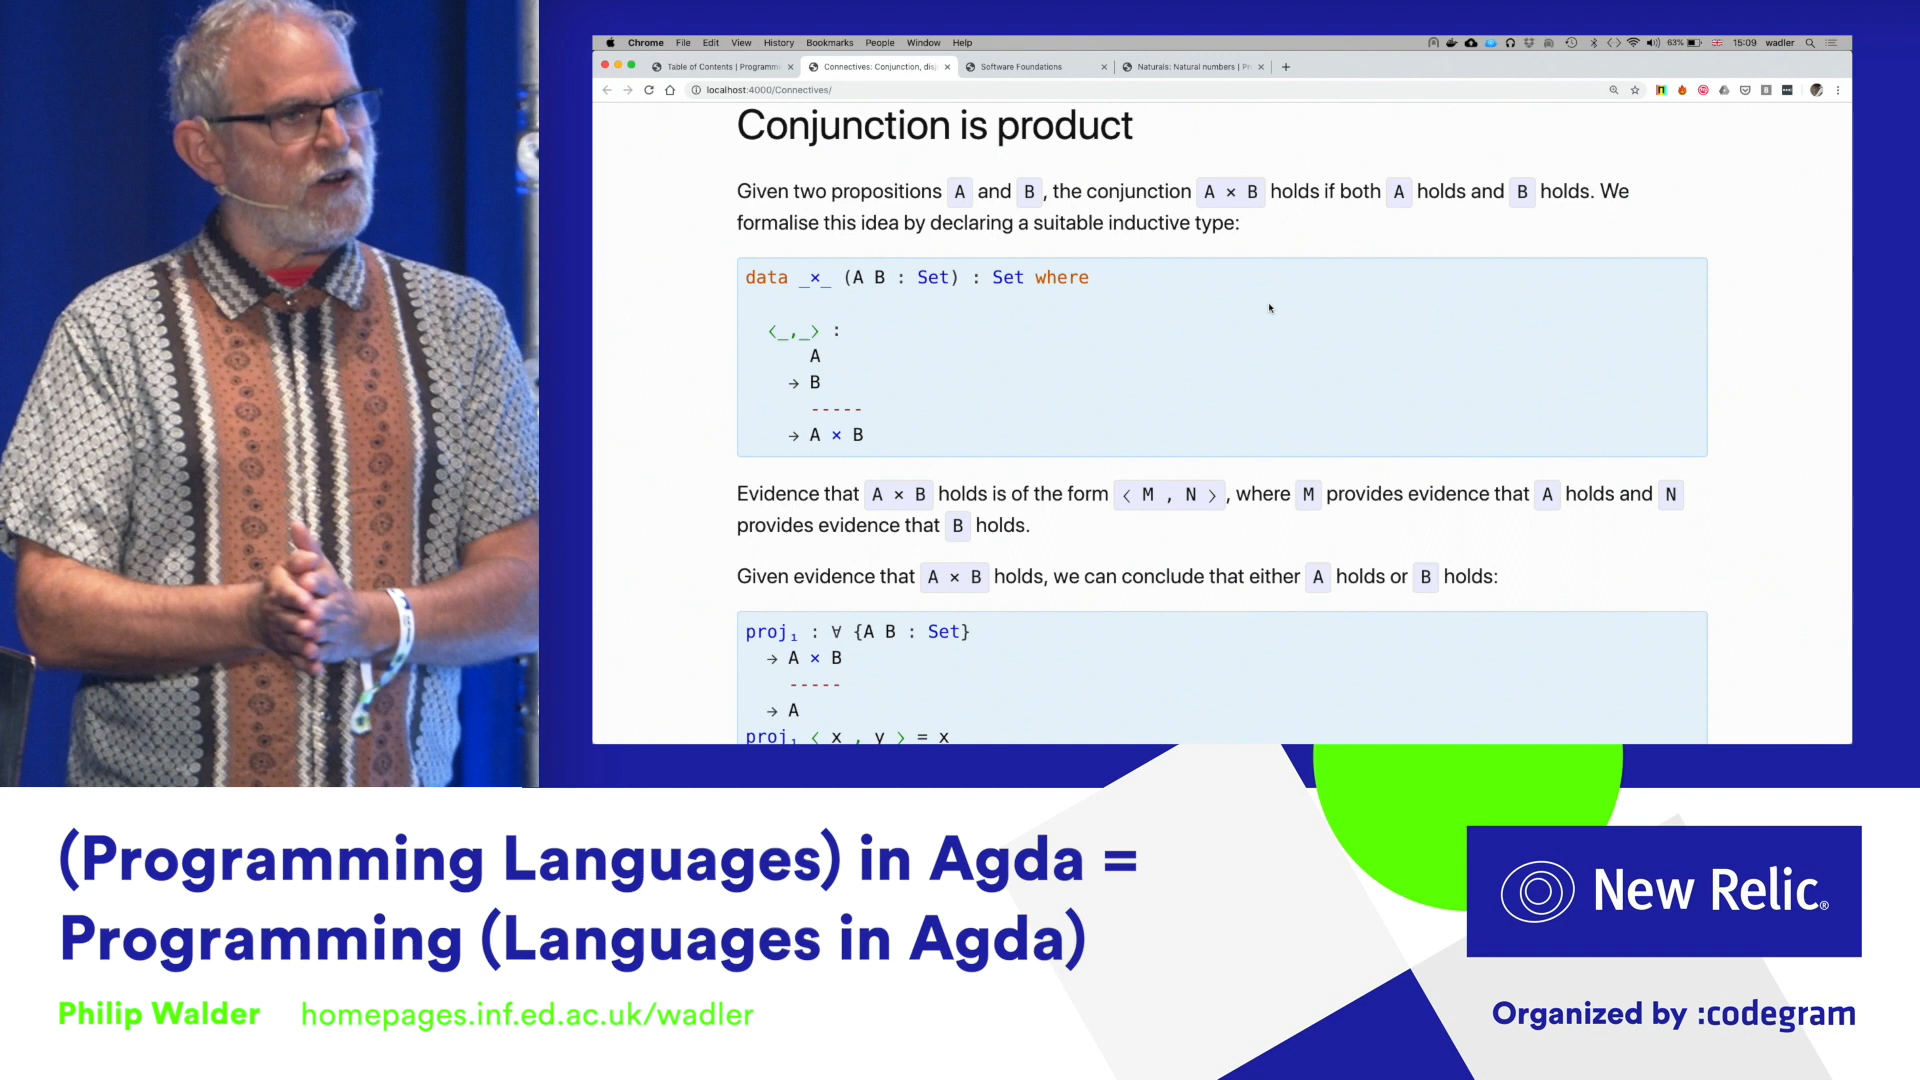 Chrome File Edit View History Bookmarks People Window Help 63% 15:09 wadler
Table of Contents | Programm Connectives: Conjunction, dis Software Foundations Naturals: Natural numbers | P
localhost:4000/Connectives/
Conjunction is product
Given two propositions A and B , the conjunction A × B holds if both A holds and B holds. We
formalise this idea by declaring a suitable inductive type:
data _×_ (A B : Set) : Set where
⟨_,_⟩ :
A
→ B
-----
→ A × B
Evidence that A × B holds is of the form ⟨ M , N ⟩ , where M provides evidence that A holds and N
provides evidence that B holds.
Given evidence that A × B holds, we can conclude that either A holds or B holds:
proj₁ : ∀ {A B : Set}
→ A × B
-----
→ A
proj₁ ⟨ x , y ⟩ = x
(Programming Languages) in Agda =
Programming (Languages in Agda)
Philip Walder homepages.inf.ed.ac.uk/wadler
New Relic®
Organized by :codegram